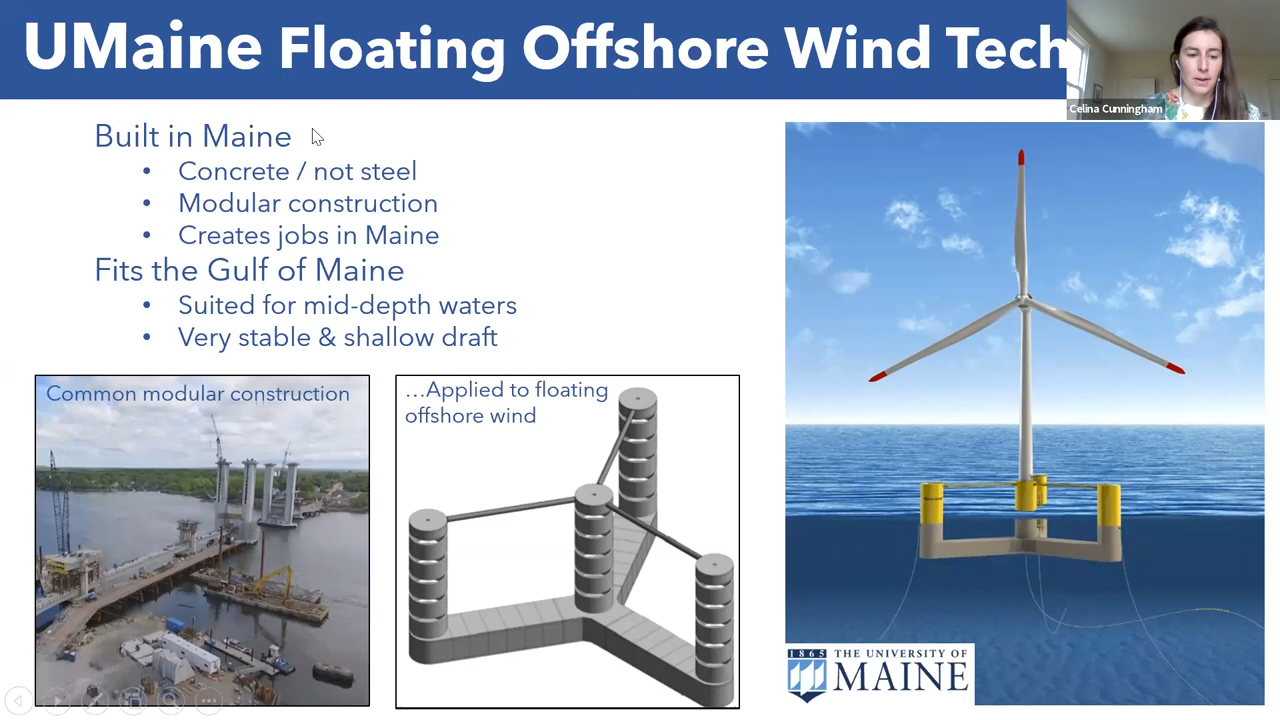 UMaine Floating Offshore Wind Tech
Celina Cunningham
Built in Maine
• Concrete / not steel
• Modular construction
• Creates jobs in Maine
Fits the Gulf of Maine
• Suited for mid-depth waters
• Very stable & shallow draft
Common modular construction
…Applied to floating
offshore wind
1865 THE UNIVERSITY OF
MAINE